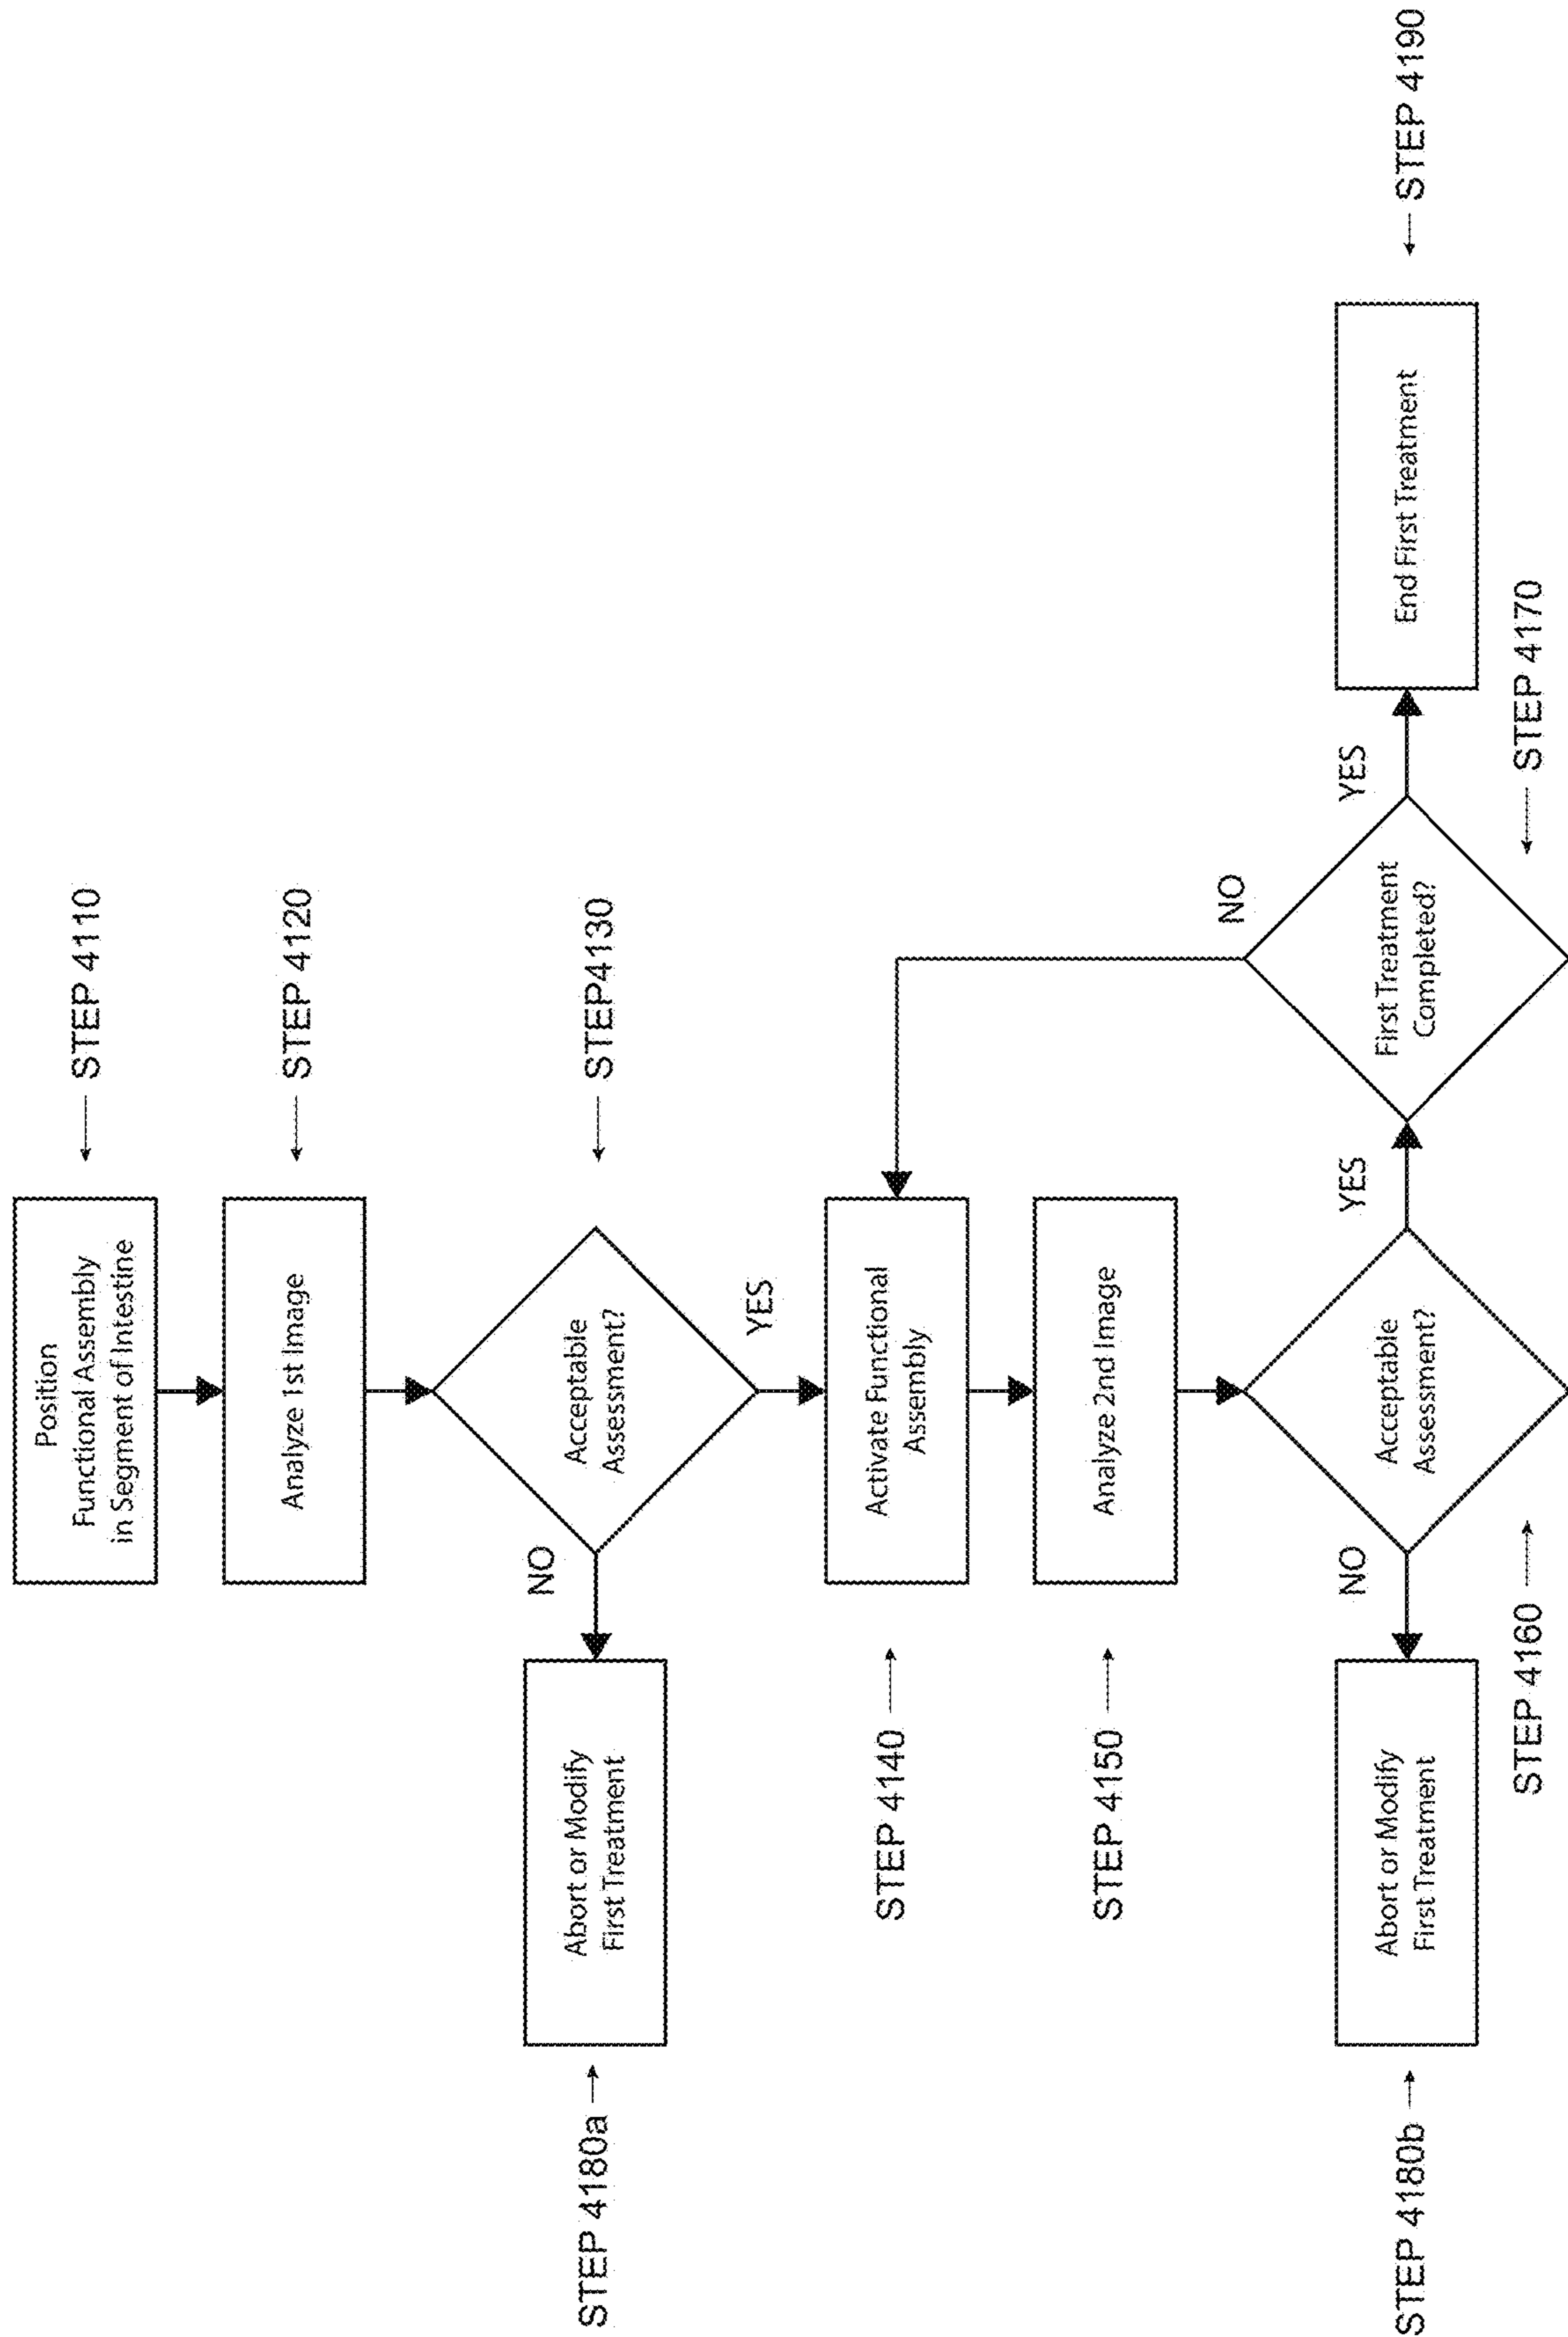 Position
Functional Assembly
in Segment of Intestine
← STEP 4110
Analyze 1st Image
← STEP 4120
Acceptable
Assessment?
← STEP4130
NO
Abort or Modify
First Treatment
STEP 4180a →
YES
Activate Functional
Assembly
STEP 4140 →
Analyze 2nd Image
STEP 4150 →
Acceptable
Assessment?
STEP 4160 →
NO
Abort or Modify
First Treatment
STEP 4180b →
YES
First Treatment
Completed?
← STEP 4170
NO
YES
End First Treatment
← STEP 4190